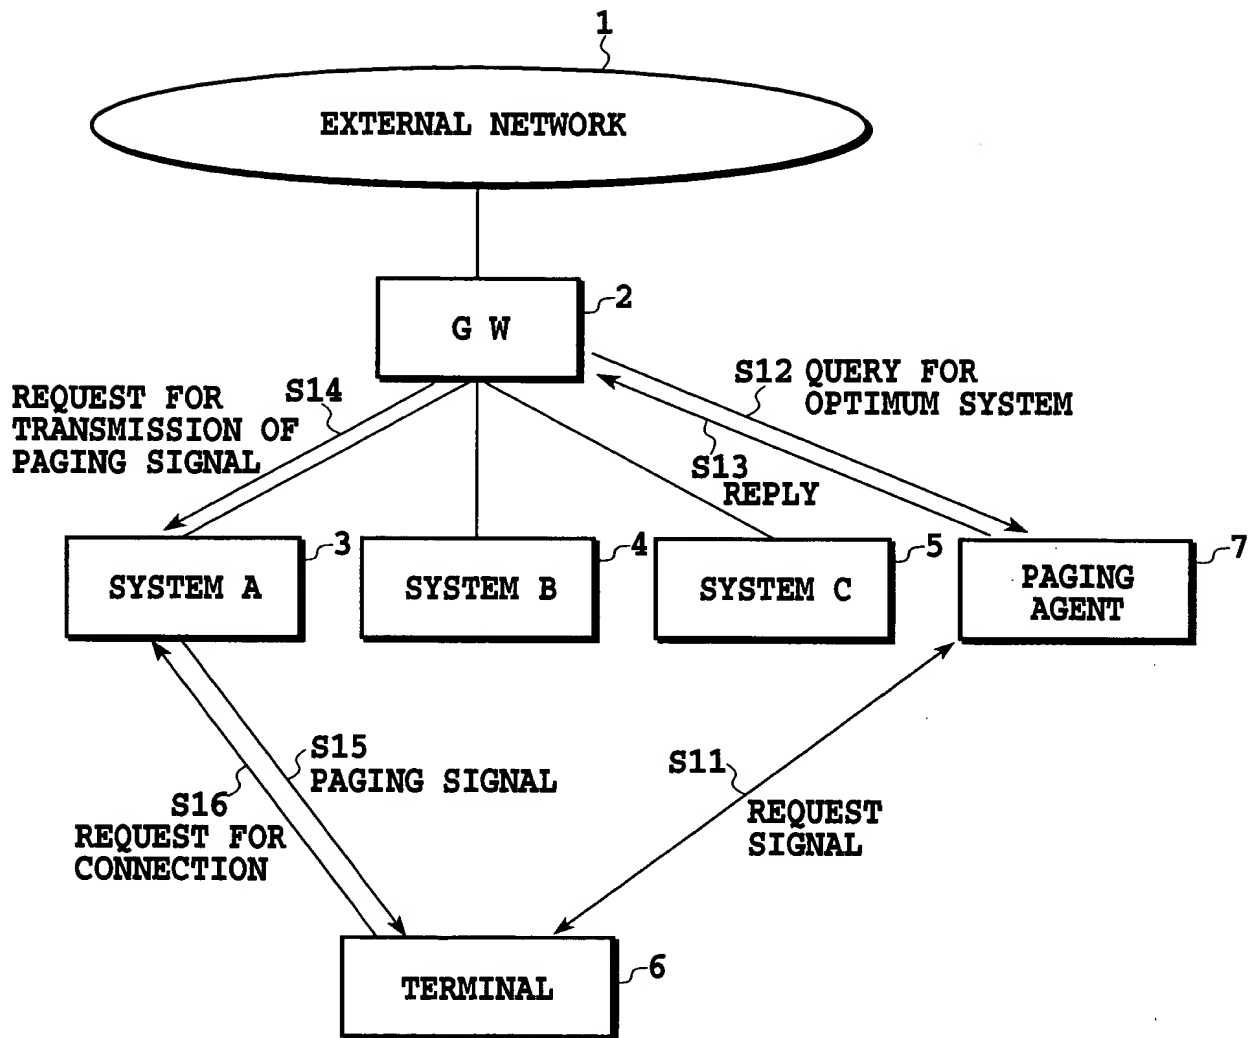 1
EXTERNAL NETWORK
2
G W
S12 QUERY FOR
OPTIMUM SYSTEM
S14
REQUEST FOR
TRANSMISSION OF
PAGING SIGNAL
S13
REPLY
3
SYSTEM A
4
SYSTEM B
5
SYSTEM C
7
PAGING
AGENT
S15
PAGING SIGNAL
S16
REQUEST FOR
CONNECTION
S11
REQUEST
SIGNAL
6
TERMINAL